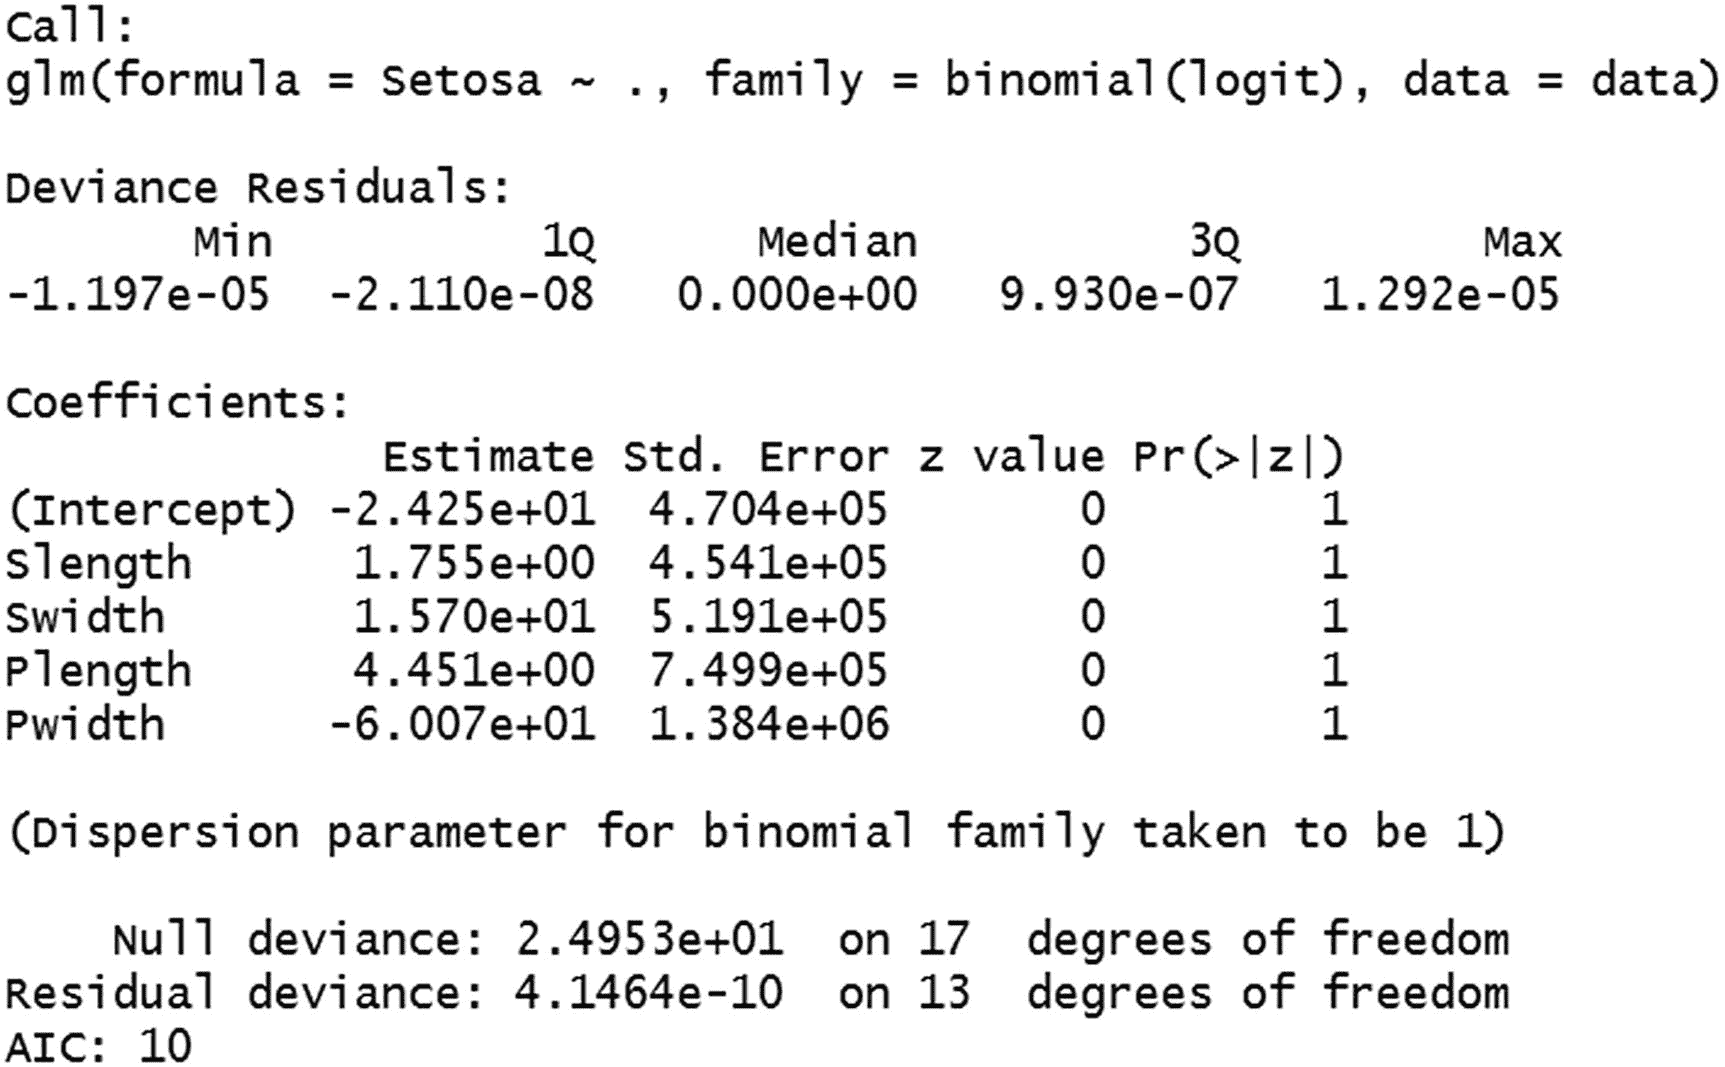 Call:
glm(formula = Setosa ~ ., family = binomial(logit), data = data)
Deviance Residuals:
Min 1Q Median 3Q Max
-1.197e-05 -2.110e-08 0.000e+00 9.930e-07 1.292e-05
Coefficients:
Estimate Std. Error z value Pr(>|z|)
(Intercept) -2.425e+01 4.704e+05 0 1
Slength 1.755e+00 4.541e+05 0 1
Swidth 1.570e+01 5.191e+05 0 1
Plength 4.451e+00 7.499e+05 0 1
Pwidth -6.007e+01 1.384e+06 0 1
(Dispersion parameter for binomial family taken to be 1)
Null deviance: 2.4953e+01 on 17 degrees of freedom
Residual deviance: 4.1464e-10 on 13 degrees of freedom
AIC: 10